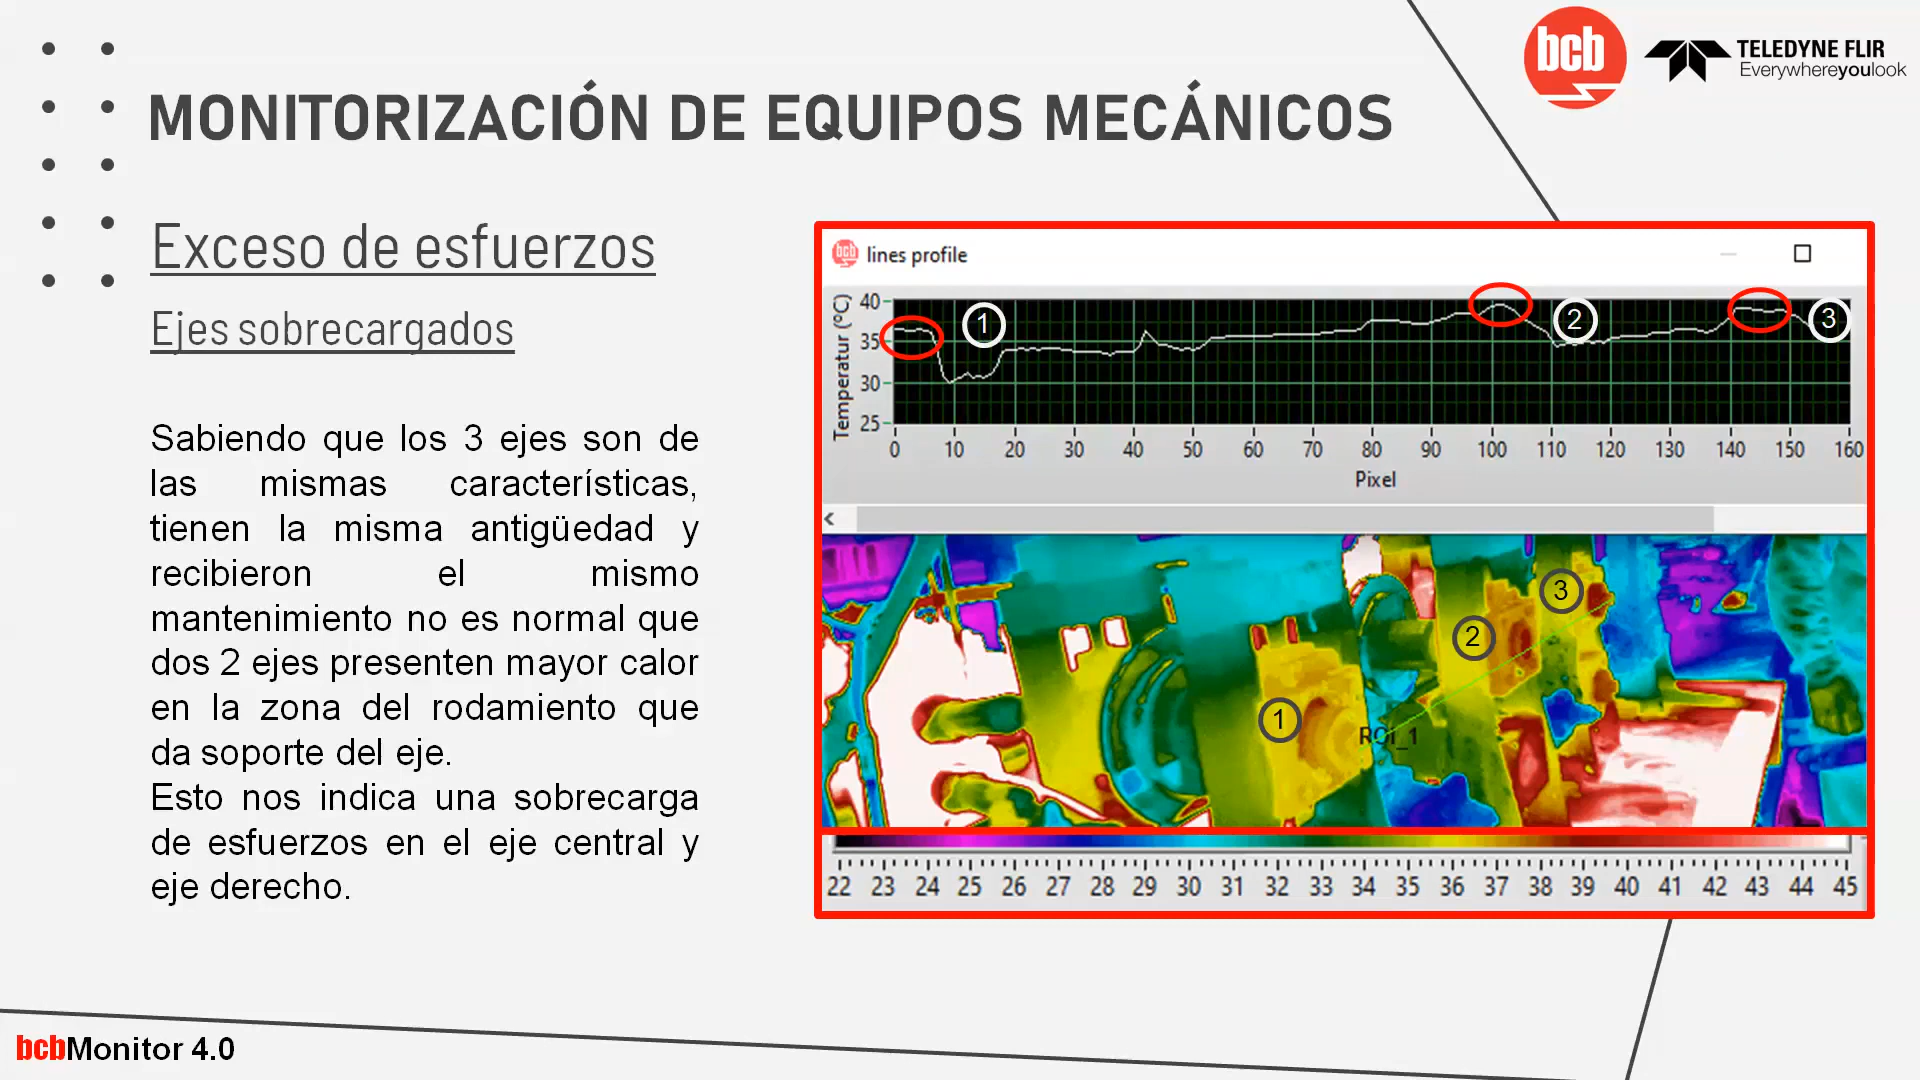 bcb
TELEDYNE FLIR
Everywhereyoulook
MONITORIZACIÓN DE EQUIPOS MECÁNICOS
Exceso de esfuerzos
Ejes sobrecargados
Sabiendo que los 3 ejes son de
las mismas características,
tienen la misma antigüedad y
recibieron el mismo
mantenimiento no es normal que
dos 2 ejes presenten mayor calor
en la zona del rodamiento que
da soporte del eje.
Esto nos indica una sobrecarga
de esfuerzos en el eje central y
eje derecho.
bcb lines profile
Temperatur (ºC)
40
35
30
25
1
2
3
0 10 20 30 40 50 60 70 80 90 100 110 120 130 140 150 160
Pixel
3
2
1
ROI_1
22 23 24 25 26 27 28 29 30 31 32 33 34 35 36 37 38 39 40 41 42 43 44 45
bcbMonitor 4.0